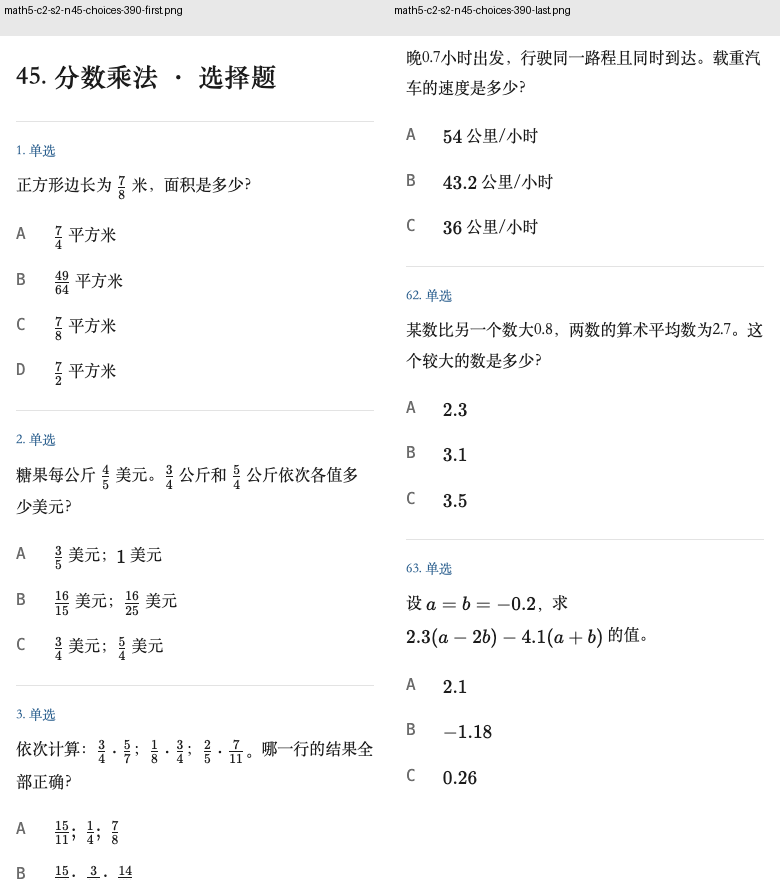 math5-c2-s2-n45-choices-390-first.png
45. 分数乘法 · 选择题
1. 单选
正方形边长为 7/8 米，面积是多少？
A 7/4 平方米
B 49/64 平方米
C 7/8 平方米
D 7/2 平方米
2. 单选
糖果每公斤 4/5 美元。3/4 公斤和 5/4 公斤依次各值多
少美元？
A 3/5 美元；1 美元
B 16/15 美元；16/25 美元
C 3/4 美元；5/4 美元
3. 单选
依次计算：3/4 · 5/7；1/8 · 3/4；2/5 · 7/11。哪一行的结果全
部正确？
A 15/11; 1/4; 7/8
B 15 3 14
math5-c2-s2-n45-choices-390-last.png
晚0.7小时出发，行驶同一路程且同时到达。载重汽
车的速度是多少？
A 54 公里/小时
B 43.2 公里/小时
C 36 公里/小时
62. 单选
某数比另一个数大0.8，两数的算术平均数为2.7。这
个较大的数是多少？
A 2.3
B 3.1
C 3.5
63. 单选
设 a = b = −0.2，求
2.3(a − 2b) − 4.1(a + b) 的值。
A 2.1
B −1.18
C 0.26